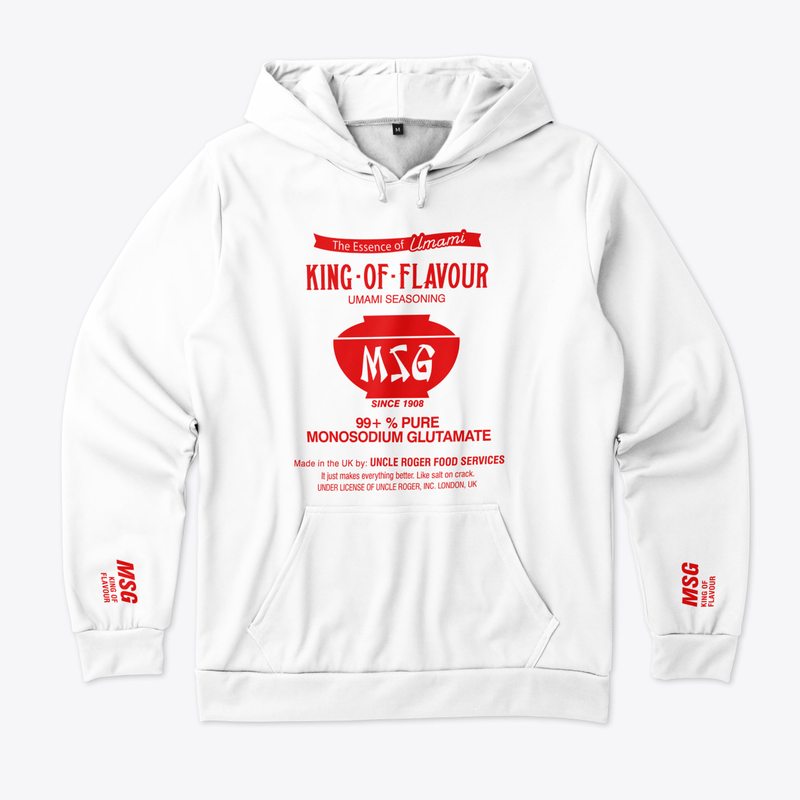 M
The Essence of Umami
KING·OF·FLAVOUR
UMAMI SEASONING
MSG
SINCE 1908
99+ % PURE
MONOSODIUM GLUTAMATE
Made in the UK by: UNCLE ROGER FOOD SERVICES
It just makes everything better. Like salt on crack.
UNDER LICENSE OF UNCLE ROGER, INC. LONDON, UK
MSG
KING OF
FLAVOUR
MSG
KING OF
FLAVOUR